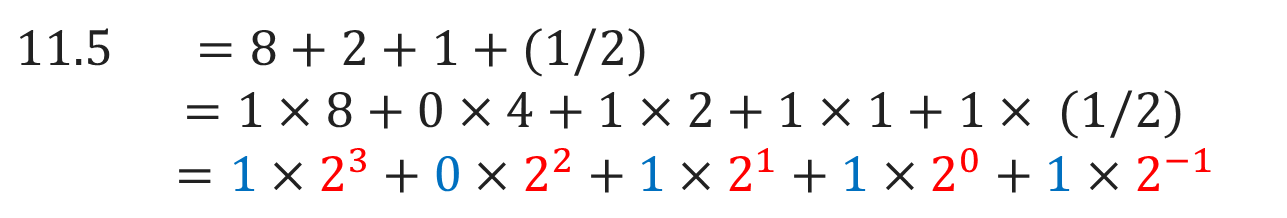 11.5 = 8 + 2 + 1 + (1/2)
= 1 × 8 + 0 × 4 + 1 × 2 + 1 × 1 + 1 × (1/2)
= 1 × 2³ + 0 × 2² + 1 × 2¹ + 1 × 2⁰ + 1 × 2⁻¹